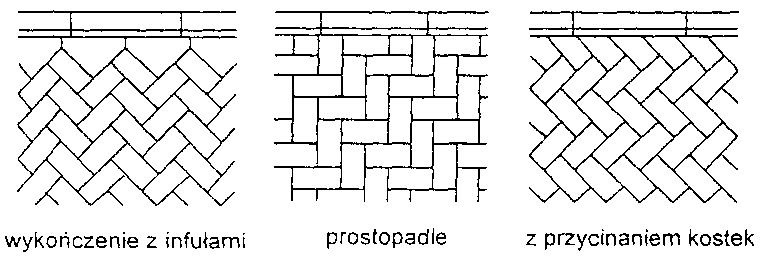 wykończenie z infułami
prostopadle
z przycinaniem kostek